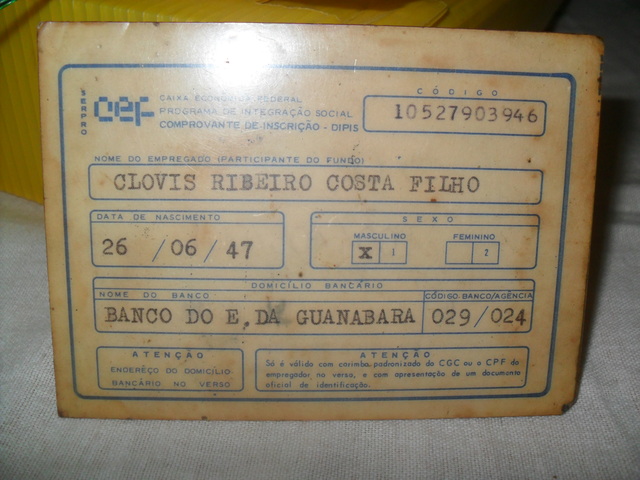 SERPRO
CEF
CAIXA ECONÔMICA FEDERAL
PROGRAMA DE INTEGRAÇÃO SOCIAL
COMPROVANTE DE INSCRIÇÃO - DIPIS
CÓDIGO
10527903946
NOME DO EMPREGADO (PARTICIPANTE DO FUNDO)
CLOVIS RIBEIRO COSTA FILHO
DATA DE NASCIMENTO
26 / 06 / 47
SEXO
MASCULINO FEMININO
X 1 2
DOMICÍLIO BANCÁRIO
NOME DO BANCO CÓDIGO BANCO/AGÊNCIA
BANCO DO E. DA GUANABARA 029/024
ATENÇÃO
ENDERÊÇO DO DOMICÍLIO
BANCÁRIO NO VERSO
ATENÇÃO
Só é válido com carimbo padronizado do CGC ou o CPF do
empregador no verso, e com apresentação de um documento
oficial de identificação.